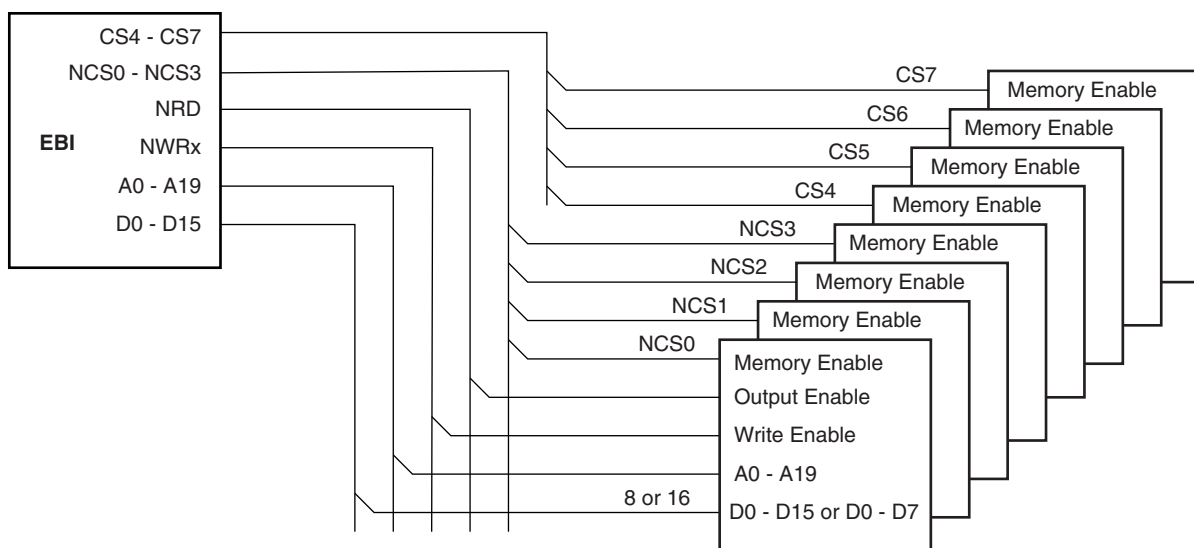 CS4 - CS7
NCS0 - NCS3
NRD
EBI
NWRx
A0 - A19
D0 - D15
CS7
Memory Enable
CS6
Memory Enable
CS5
Memory Enable
CS4
Memory Enable
NCS3
Memory Enable
NCS2
Memory Enable
NCS1
Memory Enable
NCS0
Memory Enable
Output Enable
Write Enable
A0 - A19
8 or 16
D0 - D15 or D0 - D7